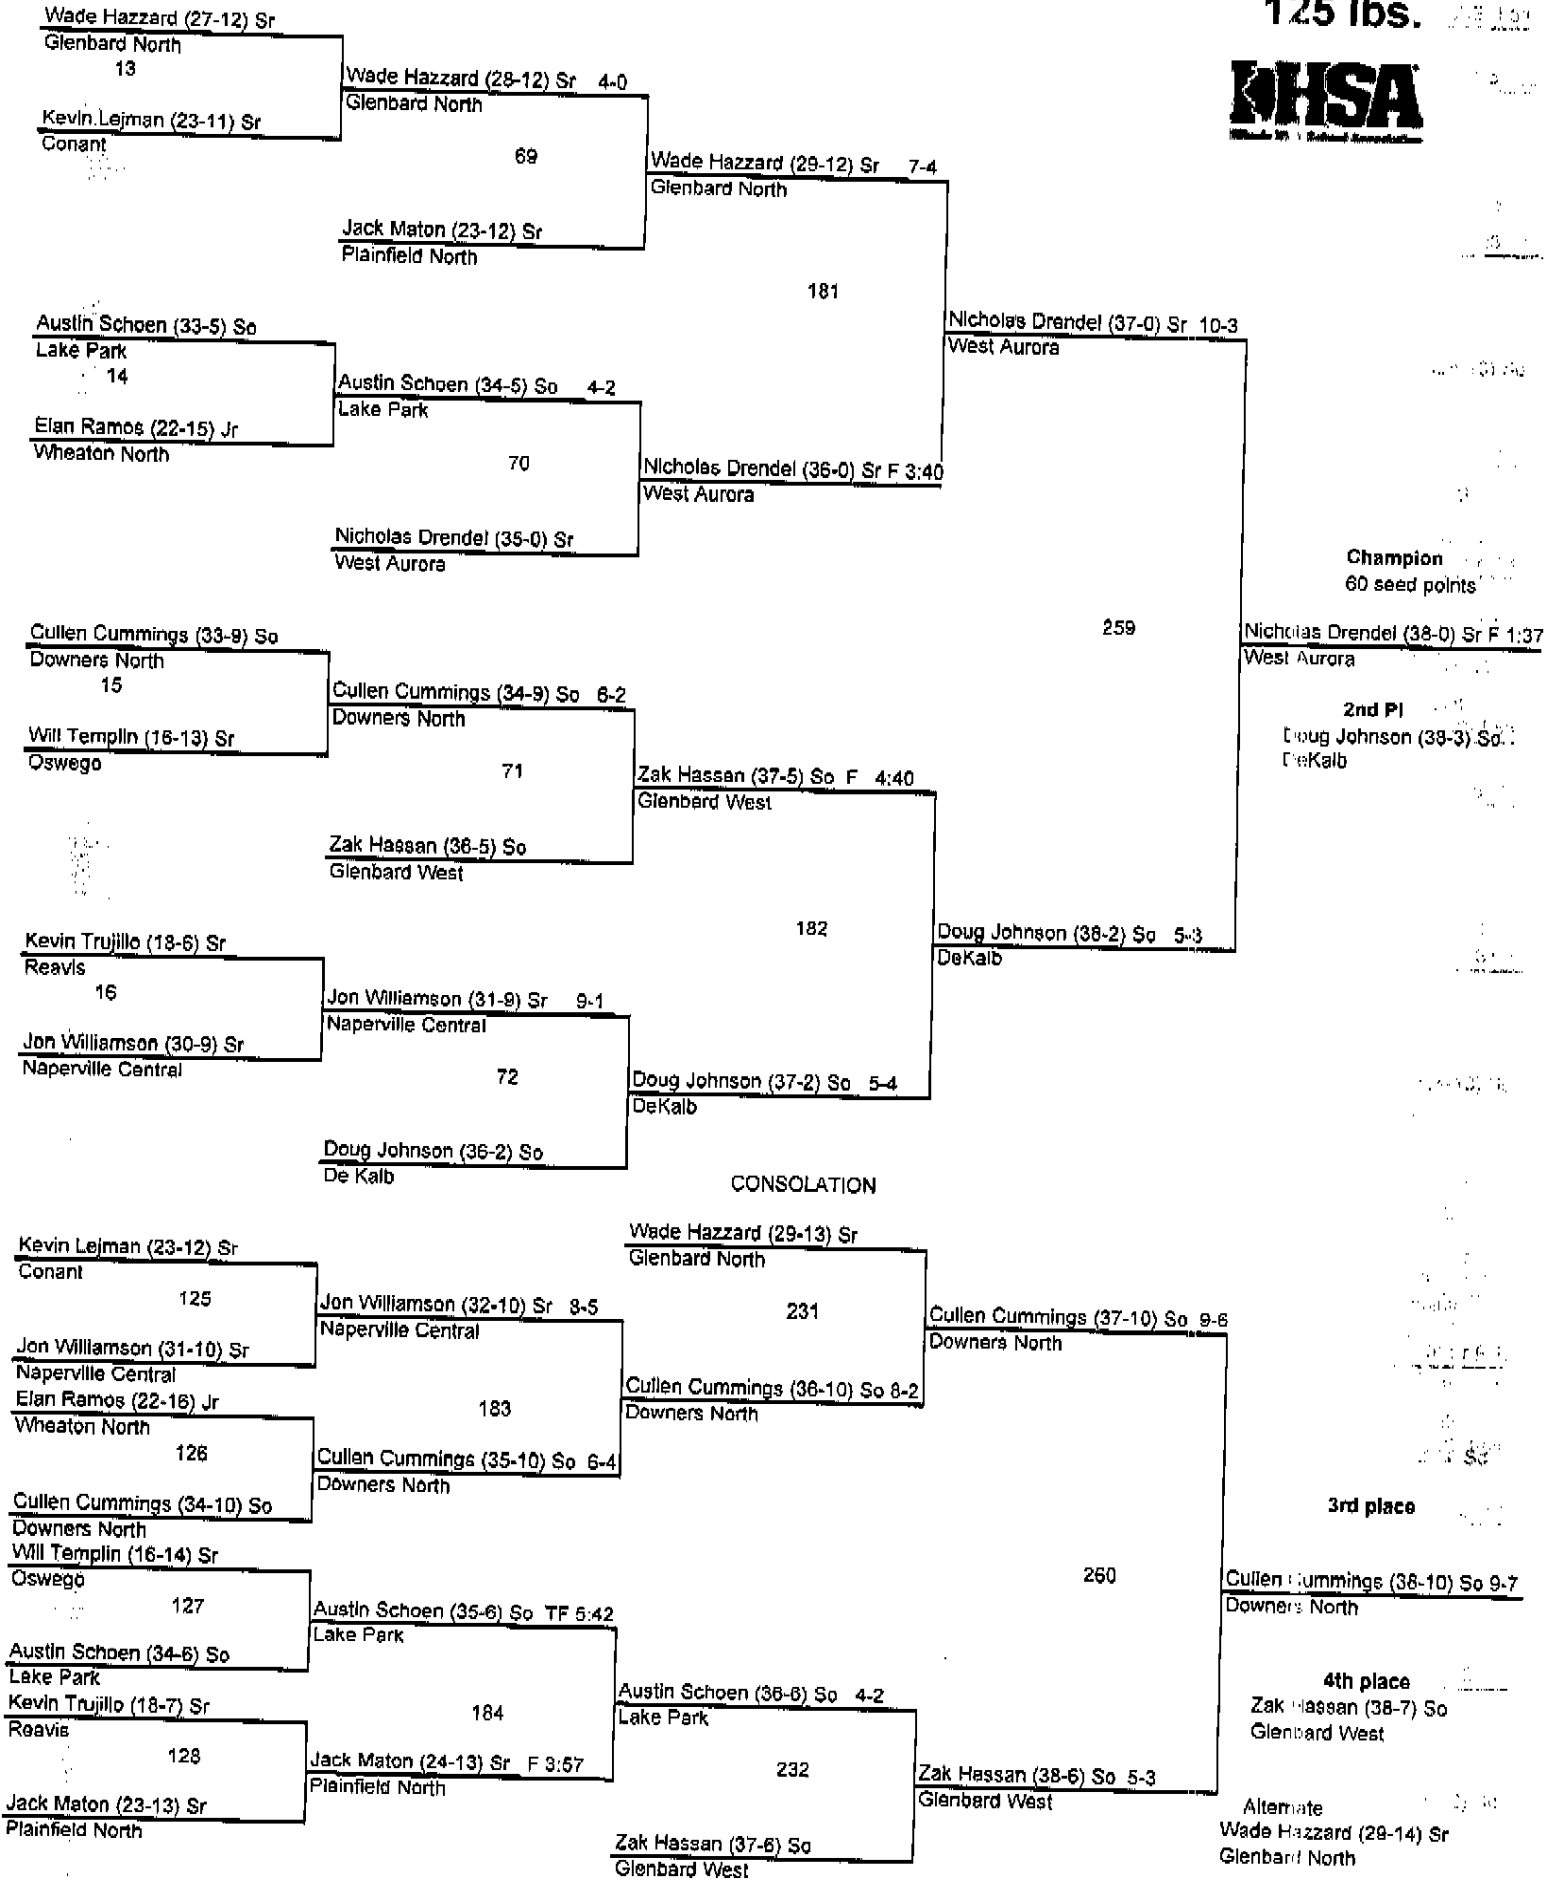 125 lbs.
IHSA
Wade Hazzard (27-12) Sr
Glenbard North
13
Kevin Lejman (23-11) Sr
Conant
Wade Hazzard (28-12) Sr 4-0
Glenbard North
69
Jack Maton (23-12) Sr
Plainfield North
Wade Hazzard (29-12) Sr 7-4
Glenbard North
181
Austin Schoen (33-5) So
Lake Park
14
Elan Ramos (22-15) Jr
Wheaton North
Austin Schoen (34-5) So 4-2
Lake Park
70
Nicholas Drendel (35-0) Sr
West Aurora
Nicholas Drendel (36-0) Sr F 3:40
West Aurora
Nicholas Drendel (37-0) Sr 10-3
West Aurora
259
Cullen Cummings (33-9) So
Downers North
15
Will Templin (16-13) Sr
Oswego
Cullen Cummings (34-9) So 6-2
Downers North
71
Zak Hassan (36-5) So
Glenbard West
Zak Hassan (37-5) So F 4:40
Glenbard West
182
Kevin Trujillo (18-6) Sr
Reavis
16
Jon Williamson (30-9) Sr
Naperville Central
Jon Williamson (31-9) Sr 9-1
Naperville Central
72
Doug Johnson (36-2) So
De Kalb
Doug Johnson (37-2) So 5-4
DeKalb
Doug Johnson (38-2) So 5-3
DeKalb
Champion
60 seed points
Nicholas Drendel (38-0) Sr F 1:37
West Aurora
2nd Pl
Doug Johnson (38-3) So
DeKalb
CONSOLATION
Kevin Lejman (23-12) Sr
Conant
125
Jon Williamson (31-10) Sr
Naperville Central
Elan Ramos (22-16) Jr
Wheaton North
126
Cullen Cummings (34-10) So
Downers North
Will Templin (16-14) Sr
Oswego
127
Austin Schoen (34-6) So
Lake Park
Kevin Trujillo (18-7) Sr
Reavis
128
Jack Maton (23-13) Sr
Plainfield North
Jon Williamson (32-10) Sr 8-5
Naperville Central
183
Cullen Cummings (35-10) So 6-4
Downers North
Austin Schoen (35-6) So TF 5:42
Lake Park
184
Jack Maton (24-13) Sr F 3:57
Plainfield North
Wade Hazzard (29-13) Sr
Glenbard North
231
Cullen Cummings (36-10) So 8-2
Downers North
Austin Schoen (36-6) So 4-2
Lake Park
232
Zak Hassan (37-6) So
Glenbard West
Cullen Cummings (37-10) So 9-6
Downers North
260
Zak Hassan (38-6) So 5-3
Glenbard West
3rd place
Cullen Cummings (38-10) So 9-7
Downers North
4th place
Zak Hassan (38-7) So
Glenbard West
Alternate
Wade Hazzard (29-14) Sr
Glenbard North